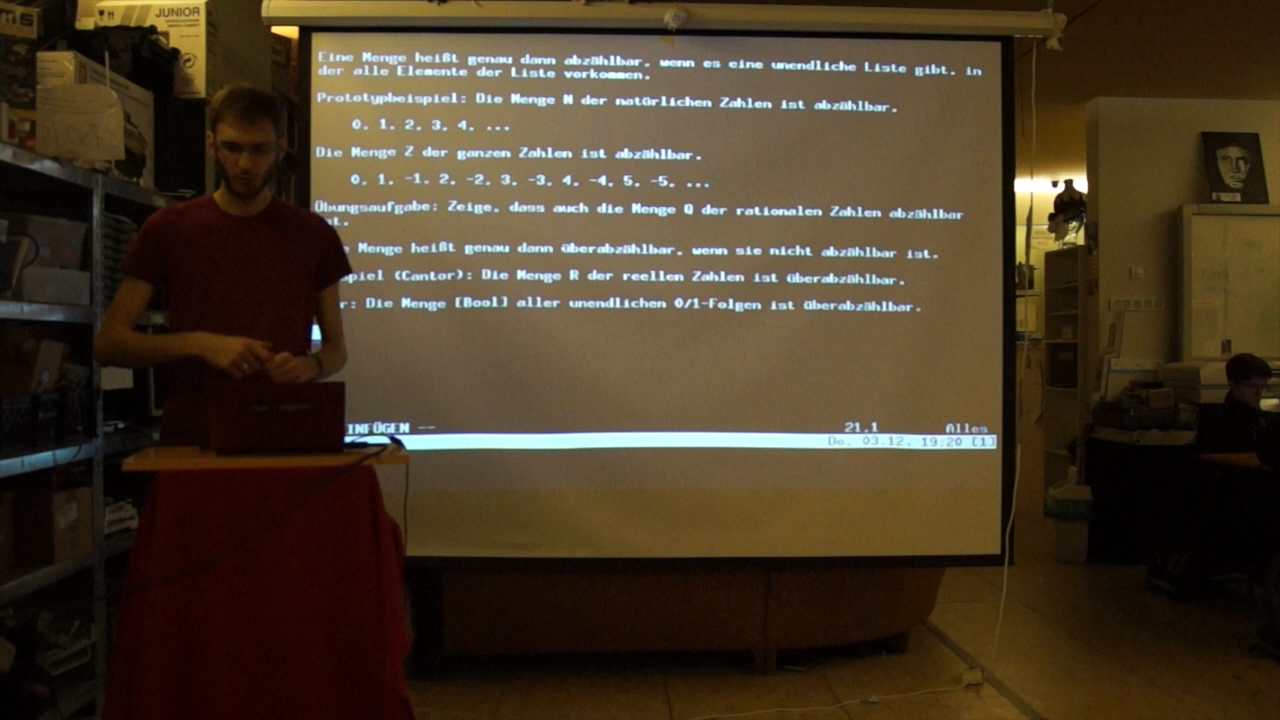 JUNIOR
Eine Menge heißt genau dann abzählbar, wenn es eine unendliche Liste gibt, in
der alle Elemente der Liste vorkommen.
Prototypbeispiel: Die Menge N der natürlichen Zahlen ist abzählbar.
0, 1, 2, 3, 4, ...
Die Menge Z der ganzen Zahlen ist abzählbar.
0, 1, -1, 2, -2, 3, -3, 4, -4, 5, -5, ...
Übungsaufgabe: Zeige, dass auch die Menge Q der rationalen Zahlen abzählbar
t.
Menge heißt genau dann überabzählbar, wenn sie nicht abzählbar ist.
spiel (Cantor): Die Menge R der reellen Zahlen ist überabzählbar.
r: Die Menge [Bool] aller unendlichen 0/1-Folgen ist überabzählbar.
INFÜGEN -- 21,1 Alles
Do, 03.12. 19:20 [1]